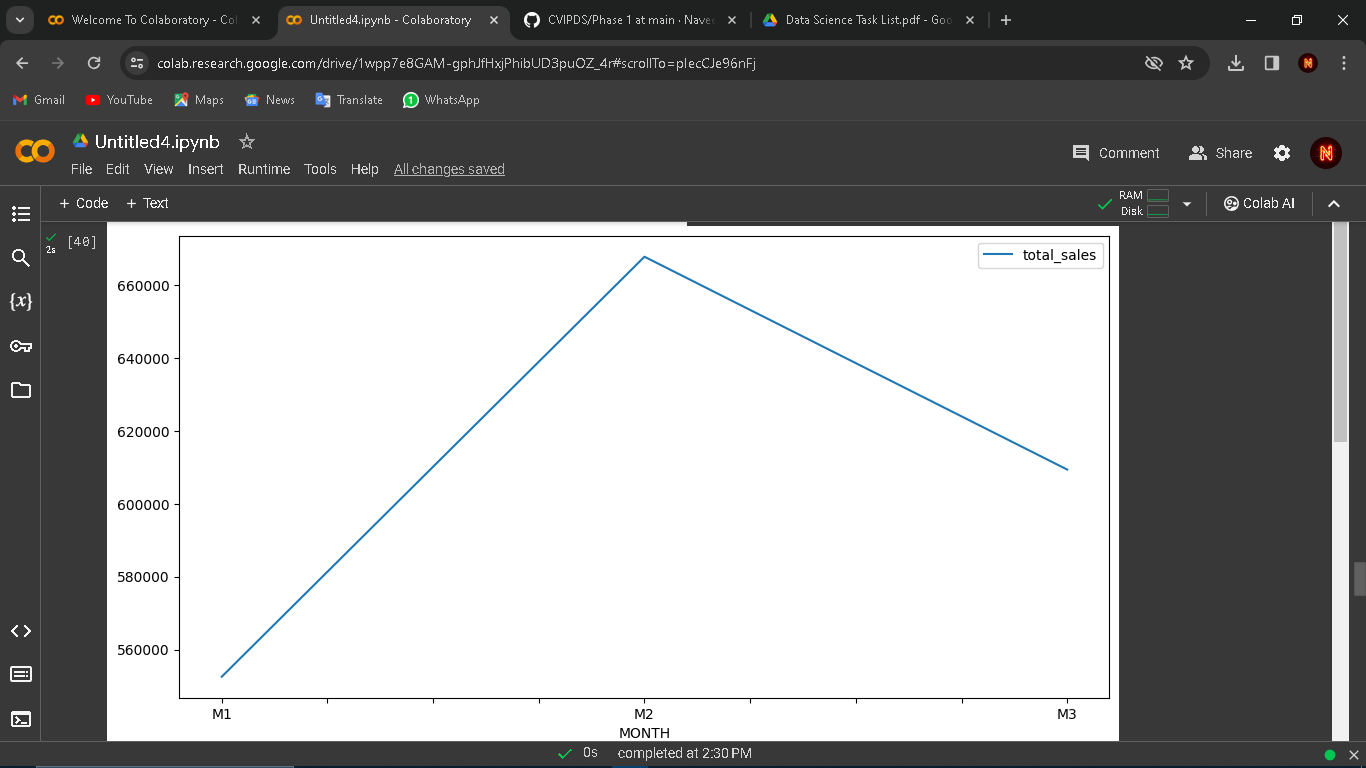 Welcome To Colaboratory - Col
Untitled4.ipynb - Colaboratory
CVIPDS/Phase 1 at main · Nave
Data Science Task List.pdf - Goo
colab.research.google.com/drive/1wpp7e8GAM-gphJfHxjPhibUD3puOZ_4r#scrollTo=pIecCJe96nFj
Gmail
YouTube
Maps
News
Translate
WhatsApp
Untitled4.ipynb
Comment
Share
File Edit View Insert Runtime Tools Help All changes saved
+ Code + Text
RAM
Disk
Colab AI
2s
[40]
total_sales
660000
640000
620000
600000
580000
560000
M1 M2 M3
MONTH
0s completed at 2:30 PM